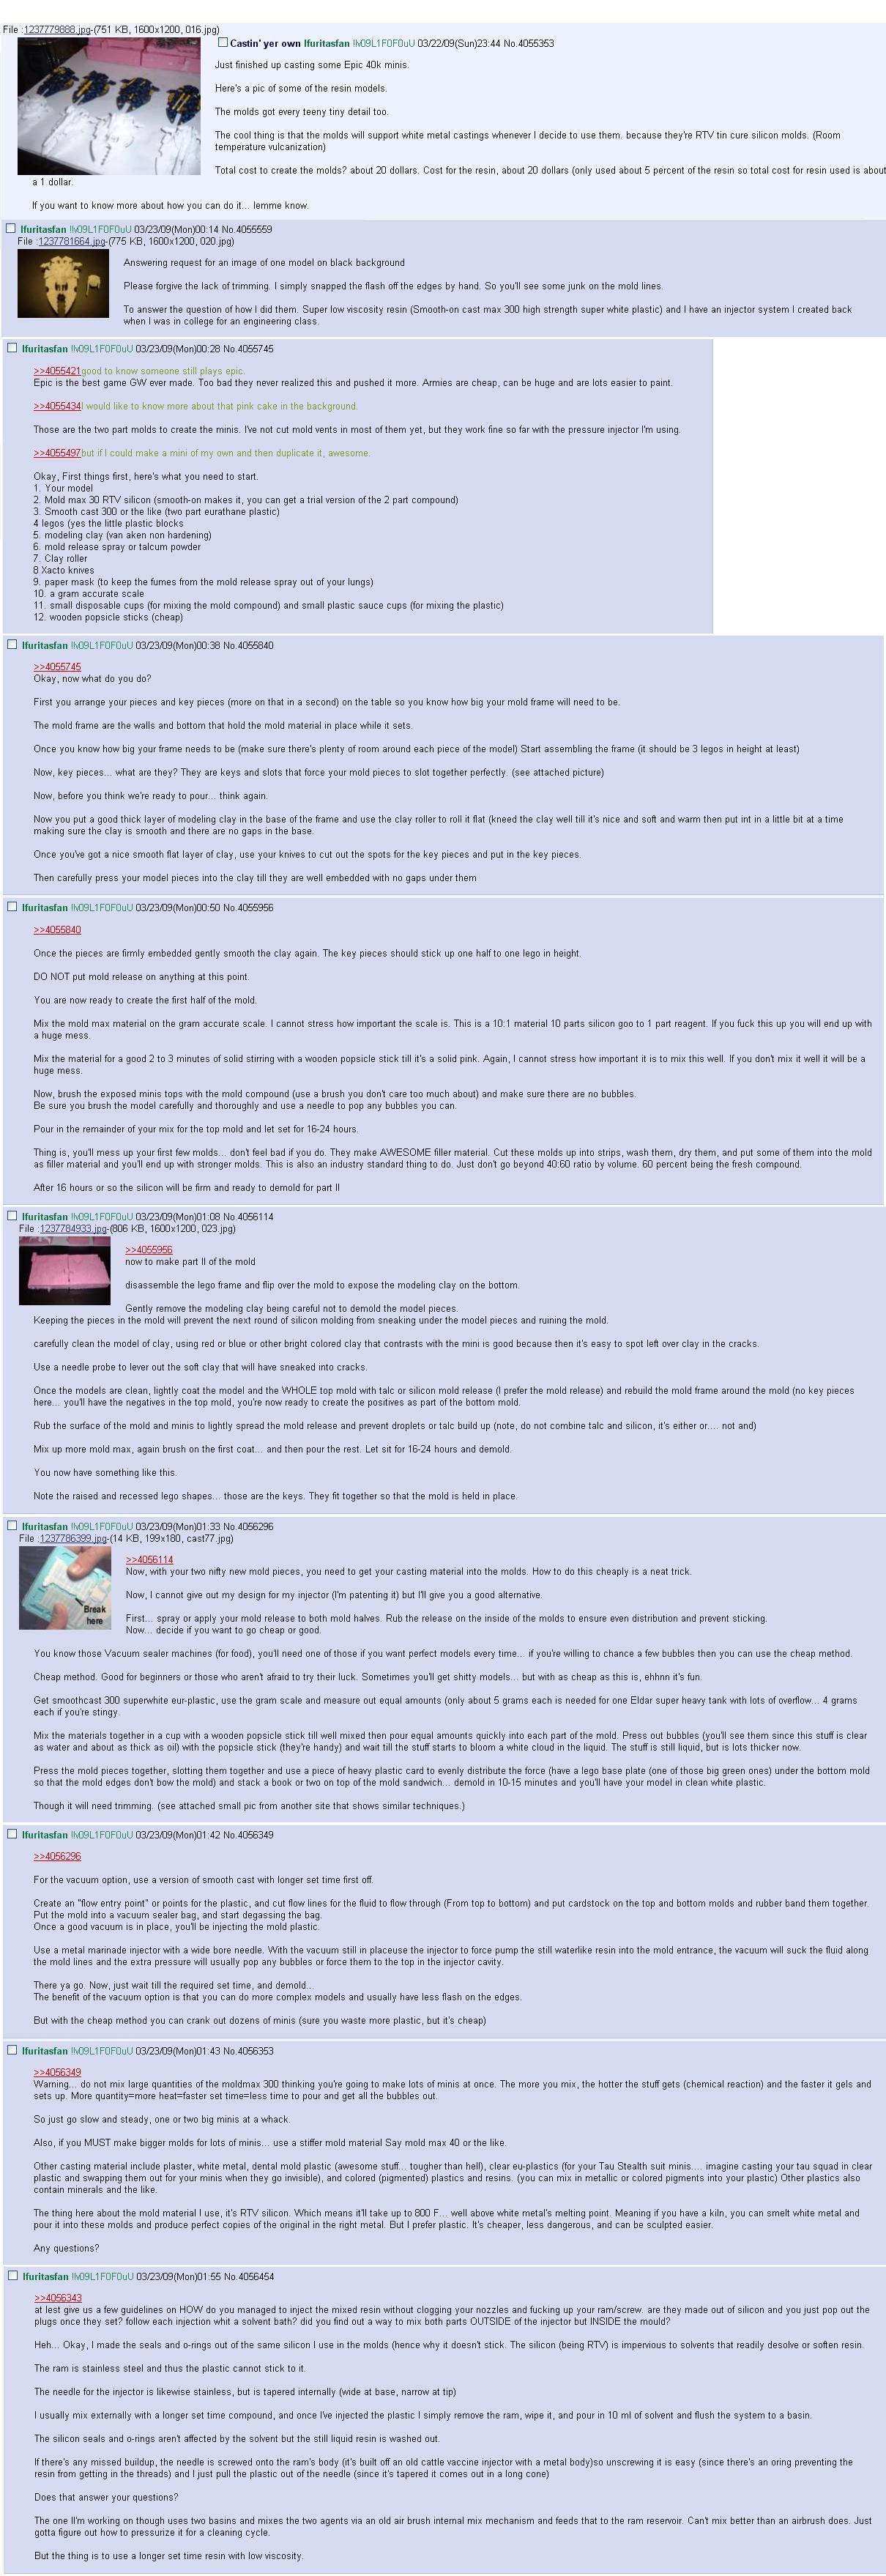 File :1237779888.jpg-(751 KB, 1600x1200, 016.jpg)
Castin' yer own Ifuritasfan !!v09L1F0F0uU 03/22/09(Sun)23:44 No.4055353
Just finished up casting some Epic 40k minis.
Here's a pic of some of the resin models.
The molds got every teeny tiny detail too.
The cool thing is that the molds will support white metal castings whenever I decide to use them. because they're RTV tin cure silicon molds. (Room
temperature vulcanization)
Total cost to create the molds? about 20 dollars. Cost for the resin, about 20 dollars (only used about 5 percent of the resin so total cost for resin used is about
a 1 dollar.
If you want to know more about how you can do it... lemme know.
Ifuritasfan !!v09L1F0F0uU 03/23/09(Mon)00:14 No.4055559
File :1237781664.jpg-(775 KB, 1600x1200, 020.jpg)
Answering request for an image of one model on black background
Please forgive the lack of trimming. I simply snapped the flash off the edges by hand. So you'll see some junk on the mold lines.
To answer the question of how I did them. Super low viscosity resin (Smooth-on cast max 300 high strength super white plastic) and I have an injector system I created back
when I was in college for an engineering class.
Ifuritasfan !!v09L1F0F0uU 03/23/09(Mon)00:28 No.4055745
>>4055421good to know someone still plays epic.
Epic is the best game GW ever made. Too bad they never realized this and pushed it more. Armies are cheap, can be huge and are lots easier to paint.
>>4055434I would like to know more about that pink cake in the background.
Those are the two part molds to create the minis. I've not cut mold vents in most of them yet, but they work fine so far with the pressure injector I'm using.
>>4055497but if I could make a mini of my own and then duplicate it, awesome.
Okay, First things first, here's what you need to start.
1. Your model
2. Mold max 30 RTV silicon (smooth-on makes it, you can get a trial version of the 2 part compound)
3. Smooth cast 300 or the like (two part eurathane plastic)
4 legos (yes the little plastic blocks
5. modeling clay (van aken non hardening)
6. mold release spray or talcum powder
7. Clay roller
8 Xacto knives
9. paper mask (to keep the fumes from the mold release spray out of your lungs)
10. a gram accurate scale
11. small disposable cups (for mixing the mold compound) and small plastic sauce cups (for mixing the plastic)
12. wooden popsicle sticks (cheap)
Ifuritasfan !!v09L1F0F0uU 03/23/09(Mon)00:38 No.4055840
>>4055745
Okay, now what do you do?
First you arrange your pieces and key pieces (more on that in a second) on the table so you know how big your mold frame will need to be.
The mold frame are the walls and bottom that hold the mold material in place while it sets.
Once you know how big your frame needs to be (make sure there's plenty of room around each piece of the model) Start assembling the frame (it should be 3 legos in height at least)
Now, key pieces... what are they? They are keys and slots that force your mold pieces to slot together perfectly. (see attached picture)
Now, before you think we're ready to pour... think again.
Now you put a good thick layer of modeling clay in the base of the frame and use the clay roller to roll it flat (kneed the clay well till it's nice and soft and warm then put int in a little bit at a time
making sure the clay is smooth and there are no gaps in the base.
Once you've got a nice smooth flat layer of clay, use your knives to cut out the spots for the key pieces and put in the key pieces.
Then carefully press your model pieces into the clay till they are well embedded with no gaps under them
Ifuritasfan !!v09L1F0F0uU 03/23/09(Mon)00:50 No.4055956
>>4055840
Once the pieces are firmly embedded gently smooth the clay again. The key pieces should stick up one half to one lego in height.
DO NOT put mold release on anything at this point.
You are now ready to create the first half of the mold.
Mix the mold max material on the gram accurate scale. I cannot stress how important the scale is. This is a 10:1 material 10 parts silicon goo to 1 part reagent. If you fuck this up you will end up with
a huge mess.
Mix the material for a good 2 to 3 minutes of solid stirring with a wooden popsicle stick till it's a solid pink. Again, I cannot stress how important it is to mix this well. If you don't mix it well it will be a
huge mess.
Now, brush the exposed minis tops with the mold compound (use a brush you don't care too much about) and make sure there are no bubbles.
Be sure you brush the model carefully and thoroughly and use a needle to pop any bubbles you can.
Pour in the remainder of your mix for the top mold and let set for 16-24 hours.
Thing is, you'll mess up your first few molds... don't feel bad if you do. They make AWESOME filler material. Cut these molds up into strips, wash them, dry them, and put some of them into the mold
as filler material and you'll end up with stronger molds. This is also an industry standard thing to do. Just don't go beyond 40:60 ratio by volume. 60 percent being the fresh compound.
After 16 hours or so the silicon will be firm and ready to demold for part II
Ifuritasfan !!v09L1F0F0uU 03/23/09(Mon)01:08 No.4056114
File :1237784933.jpg-(806 KB, 1600x1200, 023.jpg)
>>4055956
now to make part II of the mold
disassemble the lego frame and flip over the mold to expose the modeling clay on the bottom.
Gently remove the modeling clay being careful not to demold the model pieces.
Keeping the pieces in the mold will prevent the next round of silicon molding from sneaking under the model pieces and ruining the mold.
carefully clean the model of clay, using red or blue or other bright colored clay that contrasts with the mini is good because then it's easy to spot left over clay in the cracks.
Use a needle probe to lever out the soft clay that will have sneaked into cracks.
Once the models are clean, lightly coat the model and the WHOLE top mold with talc or silicon mold release (I prefer the mold release) and rebuild the mold frame around the mold (no key pieces
here... you'll have the negatives in the top mold, you're now ready to create the positives as part of the bottom mold.
Rub the surface of the mold and minis to lightly spread the mold release and prevent droplets or talc build up (note, do not combine talc and silicon, it's either or.... not and)
Mix up more mold max, again brush on the first coat... and then pour the rest. Let sit for 16-24 hours and demold.
You now have something like this.
Note the raised and recessed lego shapes... those are the keys. They fit together so that the mold is held in place.
Ifuritasfan !!v09L1F0F0uU 03/23/09(Mon)01:33 No.4056296
File :1237786399.jpg-(14 KB, 199x180, cast77.jpg)
Break
here
>>4056114
Now, with your two nifty new mold pieces, you need to get your casting material into the molds. How to do this cheaply is a neat trick.
Now, I cannot give out my design for my injector (I'm patenting it) but I'll give you a good alternative.
First... spray or apply your mold release to both mold halves. Rub the release on the inside of the molds to ensure even distribution and prevent sticking.
Now... decide if you want to go cheap or good.
You know those Vacuum sealer machines (for food), you'll need one of those if you want perfect models every time... if you're willing to chance a few bubbles then you can use the cheap method.
Cheap method. Good for beginners or those who aren't afraid to try their luck. Sometimes you'll get shitty models... but with as cheap as this is, ehhnn it's fun.
Get smoothcast 300 superwhite eur-plastic, use the gram scale and measure out equal amounts (only about 5 grams each is needed for one Eldar super heavy tank with lots of overflow... 4 grams
each if you're stingy.
Mix the materials together in a cup with a wooden popsicle stick till well mixed then pour equal amounts quickly into each part of the mold. Press out bubbles (you'll see them since this stuff is clear
as water and about as thick as oil) with the popsicle stick (they're handy) and wait till the stuff starts to bloom a white cloud in the liquid. The stuff is still liquid, but is lots thicker now.
Press the mold pieces together, slotting them together and use a piece of heavy plastic card to evenly distribute the force (have a lego base plate (one of those big green ones) under the bottom mold
so that the mold edges don't bow the mold) and stack a book or two on top of the mold sandwich... demold in 10-15 minutes and you'll have your model in clean white plastic.
Though it will need trimming. (see attached small pic from another site that shows similar techniques.)
Ifuritasfan !!v09L1F0F0uU 03/23/09(Mon)01:42 No.4056349
>>4056296
For the vacuum option, use a version of smooth cast with longer set time first off.
Create an "flow entry point" or points for the plastic, and cut flow lines for the fluid to flow through (From top to bottom) and put cardstock on the top and bottom molds and rubber band them together.
Put the mold into a vacuum sealer bag, and start degassing the bag.
Once a good vacuum is in place, you'll be injecting the mold plastic.
Use a metal marinade injector with a wide bore needle. With the vacuum still in placeuse the injector to force pump the still waterlike resin into the mold entrance, the vacuum will suck the fluid along
the mold lines and the extra pressure will usually pop any bubbles or force them to the top in the injector cavity.
There ya go. Now, just wait till the required set time, and demold...
The benefit of the vacuum option is that you can do more complex models and usually have less flash on the edges.
But with the cheap method you can crank out dozens of minis (sure you waste more plastic, but it's cheap)
Ifuritasfan !!v09L1F0F0uU 03/23/09(Mon)01:43 No.4056353
>>4056349
Warning... do not mix large quantities of the moldmax 300 thinking you're going to make lots of minis at once. The more you mix, the hotter the stuff gets (chemical reaction) and the faster it gels and
sets up. More quantity=more heat=faster set time=less time to pour and get all the bubbles out.
So just go slow and steady, one or two big minis at a whack.
Also, if you MUST make bigger molds for lots of minis... use a stiffer mold material Say mold max 40 or the like.
Other casting material include plaster, white metal, dental mold plastic (awesome stuff... tougher than hell), clear eu-plastics (for your Tau Stealth suit minis.... imagine casting your tau squad in clear
plastic and swapping them out for your minis when they go invisible), and colored (pigmented) plastics and resins. (you can mix in metallic or colored pigments into your plastic) Other plastics also
contain minerals and the like.
The thing here about the mold material I use, it's RTV silicon. Which means it'll take up to 800 F... well above white metal's melting point. Meaning if you have a kiln, you can smelt white metal and
pour it into these molds and produce perfect copies of the original in the right metal. But I prefer plastic. It's cheaper, less dangerous, and can be sculpted easier.
Any questions?
Ifuritasfan !!v09L1F0F0uU 03/23/09(Mon)01:55 No.4056454
>>4056343
at lest give us a few guidelines on HOW do you managed to inject the mixed resin without clogging your nozzles and fucking up your ram/screw. are they made out of silicon and you just pop out the
plugs once they set? follow each injection whit a solvent bath? did you find out a way to mix both parts OUTSIDE of the injector but INSIDE the mould?
Heh... Okay, I made the seals and o-rings out of the same silicon I use in the molds (hence why it doesn't stick. The silicon (being RTV) is impervious to solvents that readily desolve or soften resin.
The ram is stainless steel and thus the plastic cannot stick to it.
The needle for the injector is likewise stainless, but is tapered internally (wide at base, narrow at tip)
I usually mix externally with a longer set time compound, and once I've injected the plastic I simply remove the ram, wipe it, and pour in 10 ml of solvent and flush the system to a basin.
The silicon seals and o-rings aren't affected by the solvent but the still liquid resin is washed out.
If there's any missed buildup, the needle is screwed onto the ram's body (it's built off an old cattle vaccine injector with a metal body)so unscrewing it is easy (since there's an oring preventing the
resin from getting in the threads) and I just pull the plastic out of the needle (since it's tapered it comes out in a long cone)
Does that answer your questions?
The one II'm working on though uses two basins and mixes the two agents via an old air brush internal mix mechanism and feeds that to the ram reservoir. Can't mix better than an airbrush does. Just
gotta figure out how to pressurize it for a cleaning cycle.
But the thing is to use a longer set time resin with low viscosity.